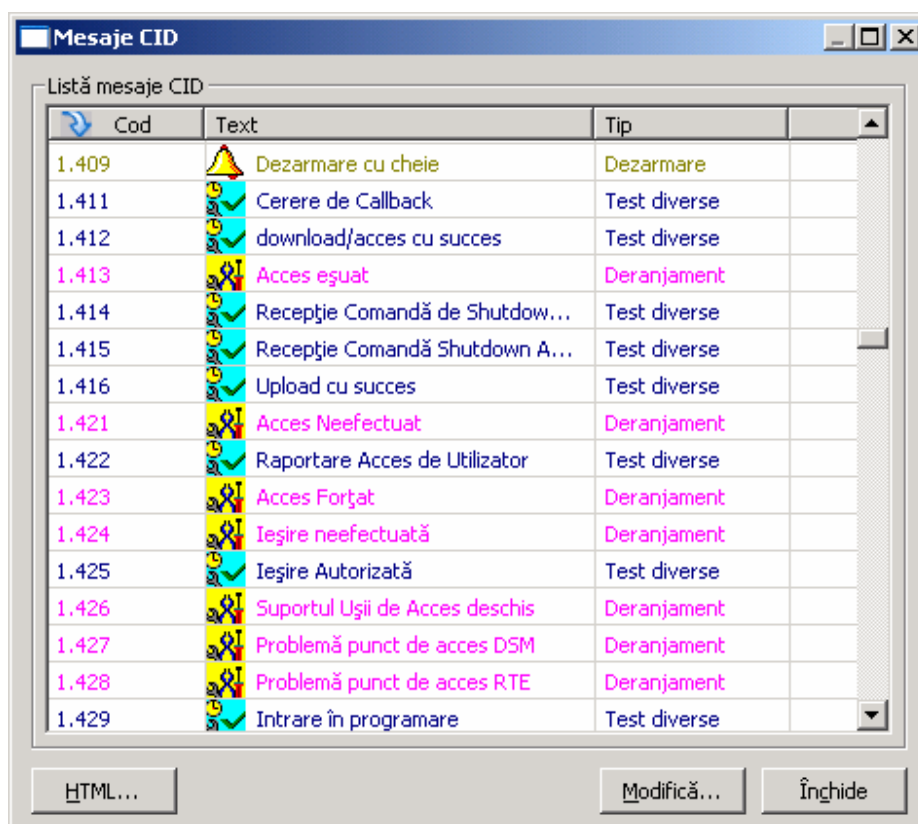 Mesaje CID
Listă mesaje CID
Cod Text Tip
1.409 Dezarmare cu cheie Dezarmare
1.411 Cerere de Callback Test diverse
1.412 download/acces cu succes Test diverse
1.413 Acces eşuat Deranjament
1.414 Recepţie Comandă de Shutdow... Test diverse
1.415 Recepţie Comandă Shutdown A... Test diverse
1.416 Upload cu succes Test diverse
1.421 Acces Neefectuat Deranjament
1.422 Raportare Acces de Utilizator Test diverse
1.423 Acces Forţat Deranjament
1.424 Ieşire neefectuată Deranjament
1.425 Ieşire Autorizată Test diverse
1.426 Suportul Uşii de Acces deschis Deranjament
1.427 Problemă punct de acces DSM Deranjament
1.428 Problemă punct de acces RTE Deranjament
1.429 Intrare în programare Test diverse
HTML... Modifică... Închide